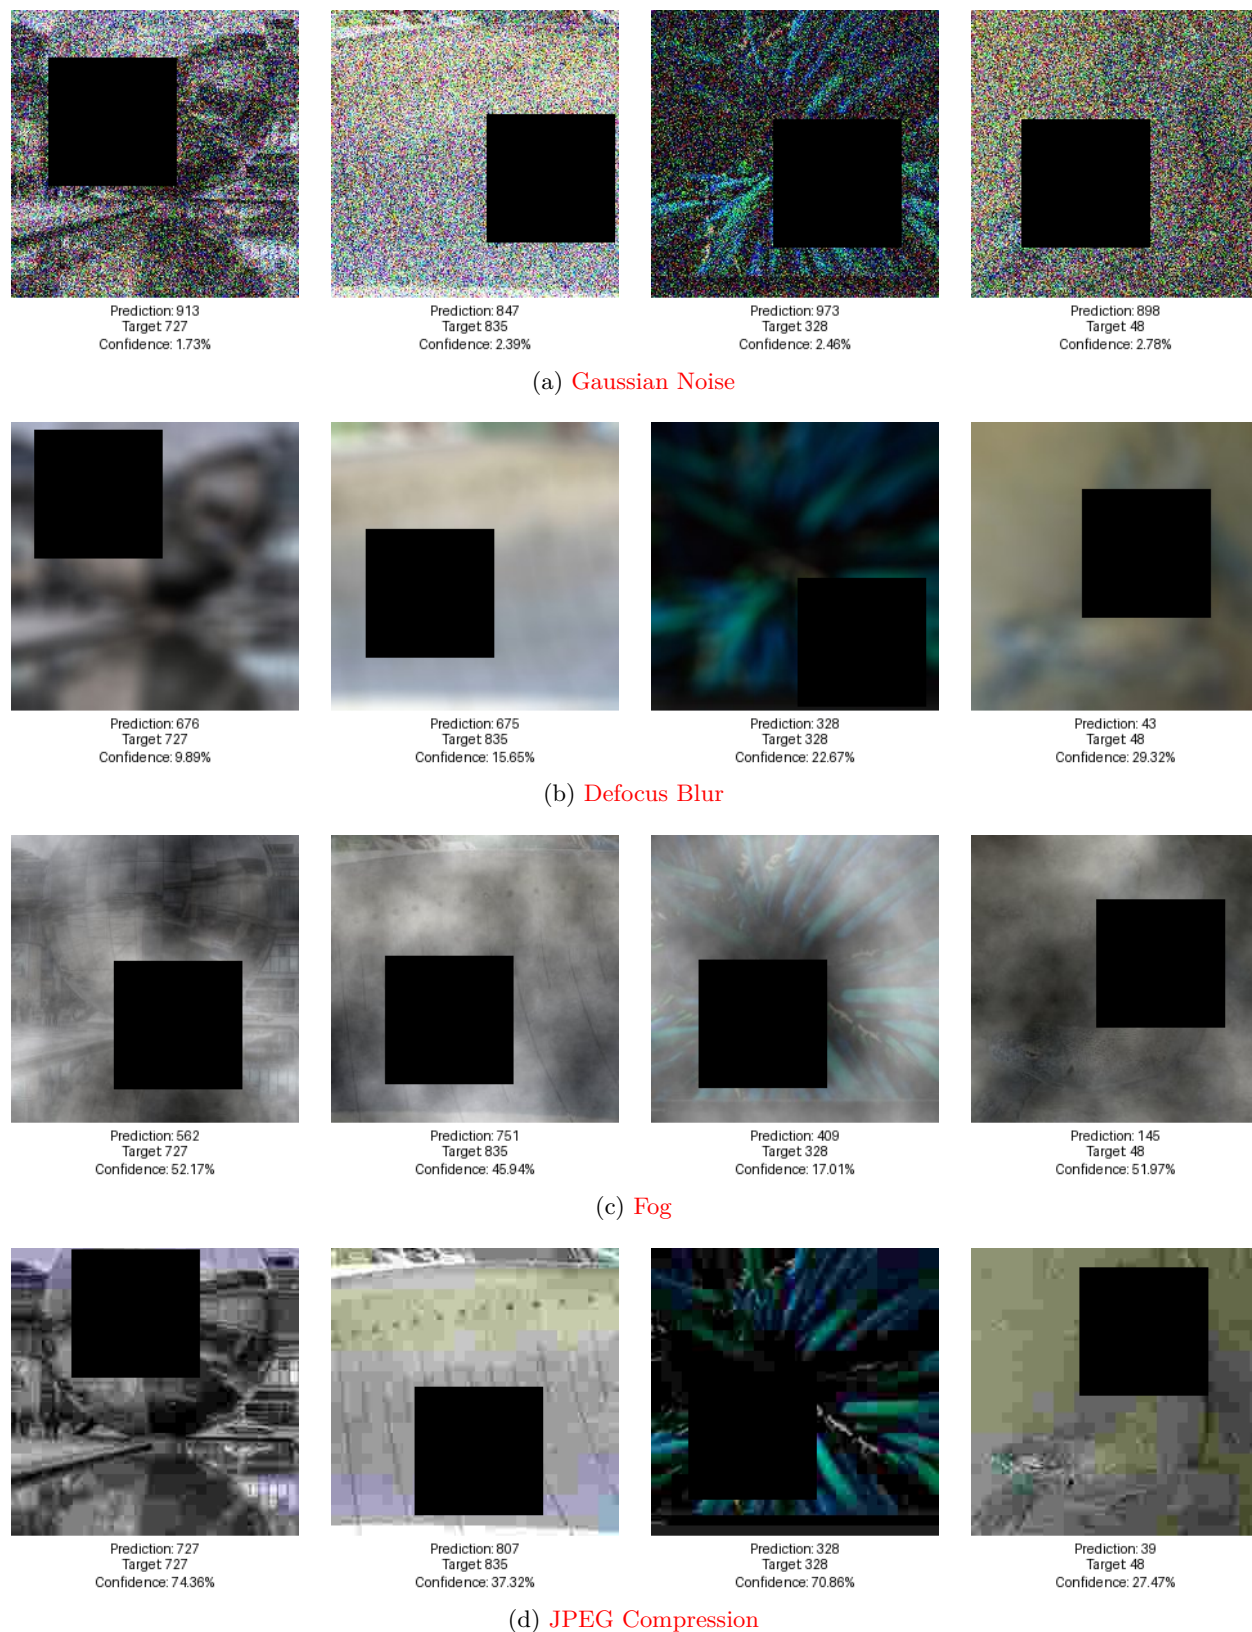 Prediction: 913
Target: 727
Confidence: 1.73%
Prediction: 847
Target: 835
Confidence: 2.39%
Prediction: 973
Target: 328
Confidence: 2.46%
Prediction: 898
Target: 48
Confidence: 2.78%
(a) Gaussian Noise
Prediction: 676
Target: 727
Confidence: 9.89%
Prediction: 675
Target: 835
Confidence: 15.65%
Prediction: 328
Target: 328
Confidence: 22.67%
Prediction: 43
Target: 48
Confidence: 29.32%
(b) Defocus Blur
Prediction: 562
Target: 727
Confidence: 52.17%
Prediction: 751
Target: 835
Confidence: 45.94%
Prediction: 409
Target: 328
Confidence: 17.01%
Prediction: 145
Target: 48
Confidence: 51.97%
(c) Fog
Prediction: 727
Target: 727
Confidence: 74.36%
Prediction: 807
Target: 835
Confidence: 37.32%
Prediction: 328
Target: 328
Confidence: 70.86%
Prediction: 39
Target: 48
Confidence: 27.47%
(d) JPEG Compression